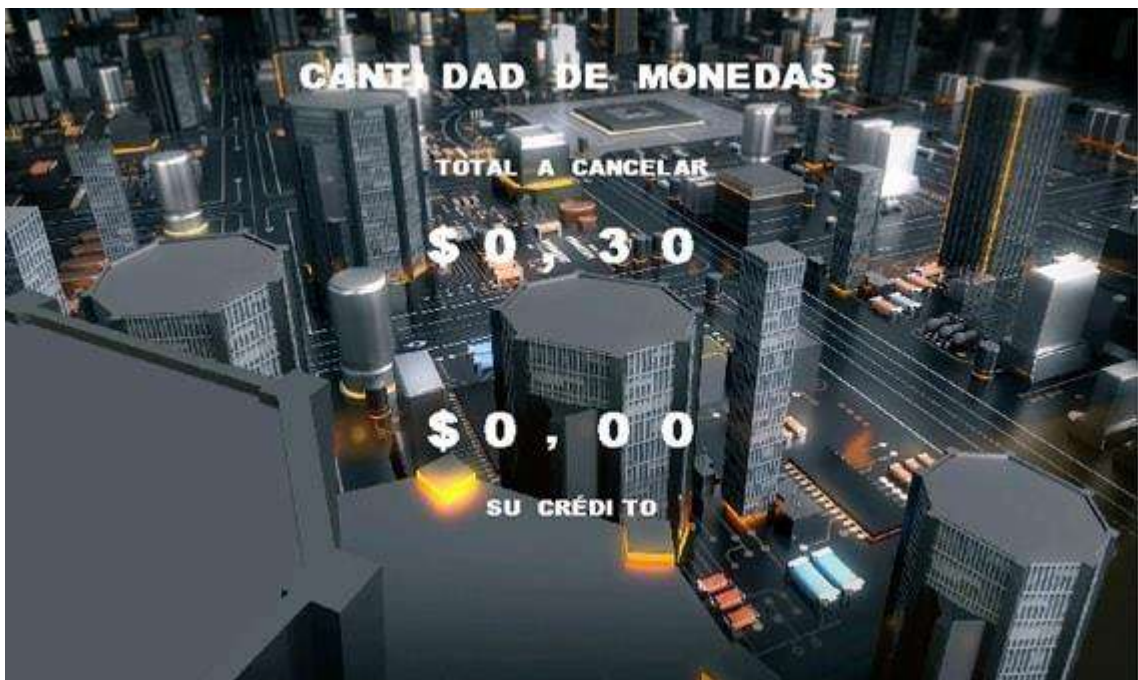 CANTIDAD DE MONEDAS
TOTAL A CANCELAR
$0,30
$0,00
SU CRÉDITO